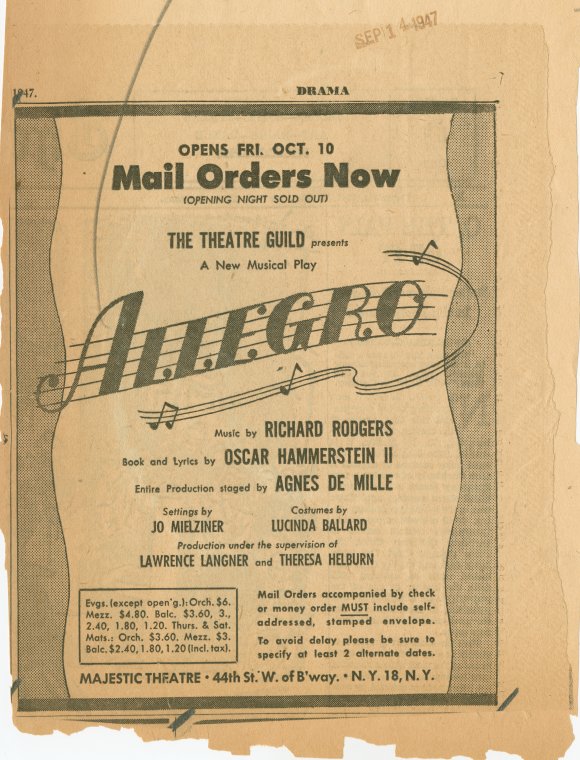 SEP 14 1947
1947.
DRAMA
OPENS FRI. OCT. 10
Mail Orders Now
(OPENING NIGHT SOLD OUT)
THE THEATRE GUILD presents
A New Musical Play
ALLEGRO
Music by RICHARD RODGERS
Book and Lyrics by OSCAR HAMMERSTEIN II
Entire Production staged by AGNES DE MILLE
Settings by
JO MIELZINER
Costumes by
LUCINDA BALLARD
Production under the supervision of
LAWRENCE LANGNER and THERESA HELBURN
Evgs. (except open'g.): Orch. $6.
Mezz. $4.80. Balc. $3.60, 3.,
2.40, 1.80, 1.20. Thurs. & Sat.
Mats.: Orch. $3.60. Mezz. $3.
Balc. $2.40, 1.80, 1.20 (incl. tax).
Mail Orders accompanied by check
or money order MUST include self-
addressed, stamped envelope.
To avoid delay please be sure to
specify at least 2 alternate dates.
MAJESTIC THEATRE • 44th St. W. of B'way. • N. Y. 18, N. Y.